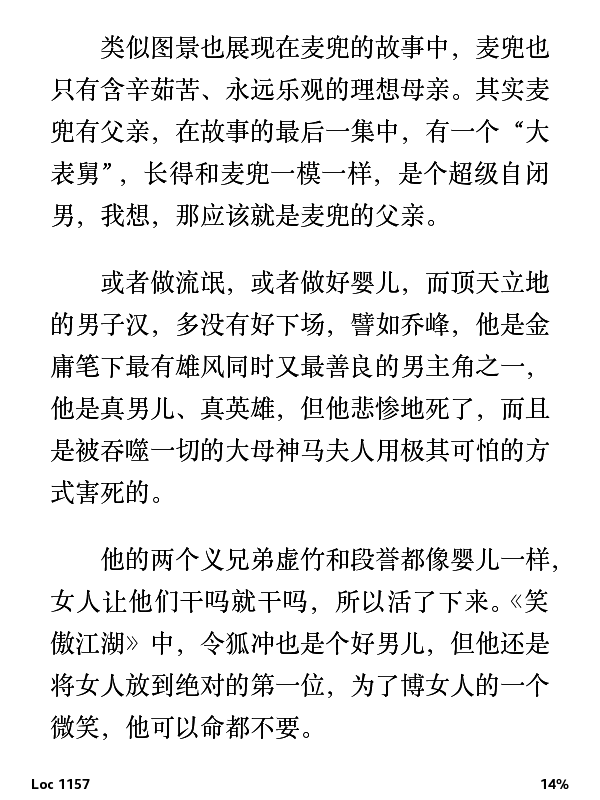 类似图景也展现在麦兜的故事中，麦兜也
只有含辛茹苦、永远乐观的理想母亲。其实麦
兜有父亲，在故事的最后一集中，有一个“大
表舅”，长得和麦兜一模一样，是个超级自闭
男，我想，那应该就是麦兜的父亲。
或者做流氓，或者做好婴儿，而顶天立地
的男子汉，多没有好下场，譬如乔峰，他是金
庸笔下最有雄风同时又最善良的男主角之一，
他是真男儿、真英雄，但他悲惨地死了，而且
是被吞噬一切的大母神马夫人用极其可怕的方
式害死的。
他的两个义兄弟虚竹和段誉都像婴儿一样，
女人让他们干吗就干吗，所以活了下来。《笑
傲江湖》中，令狐冲也是个好男儿，但他还是
将女人放到绝对的第一位，为了博女人的一个
微笑，他可以命都不要。
Loc 1157
14%